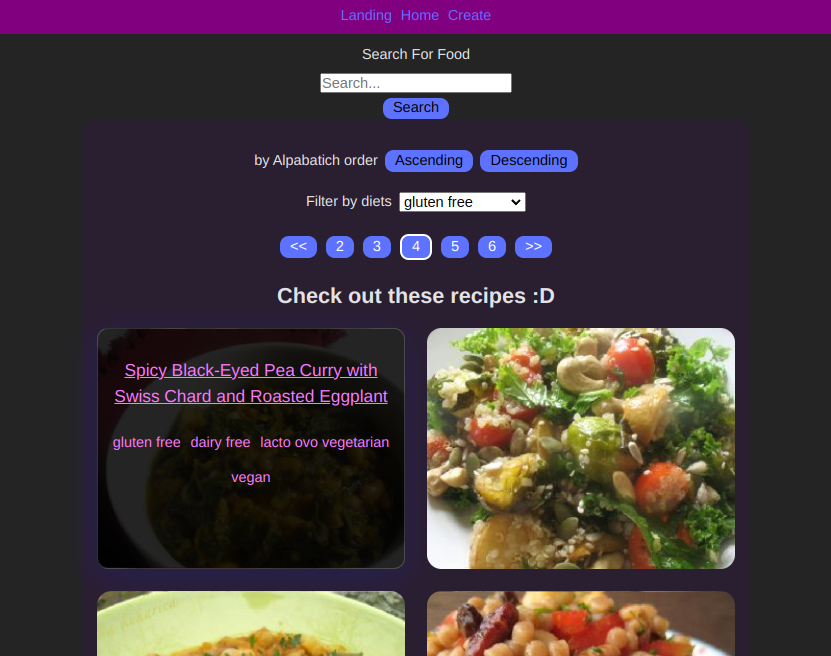 Landing Home Create
Search For Food
Search...
Search
by Alpabatich order Ascending Descending
Filter by diets gluten free
<< 2 3 4 5 6 >>
Check out these recipes :D
Spicy Black-Eyed Pea Curry with
Swiss Chard and Roasted Eggplant
gluten free dairy free lacto ovo vegetarian
vegan